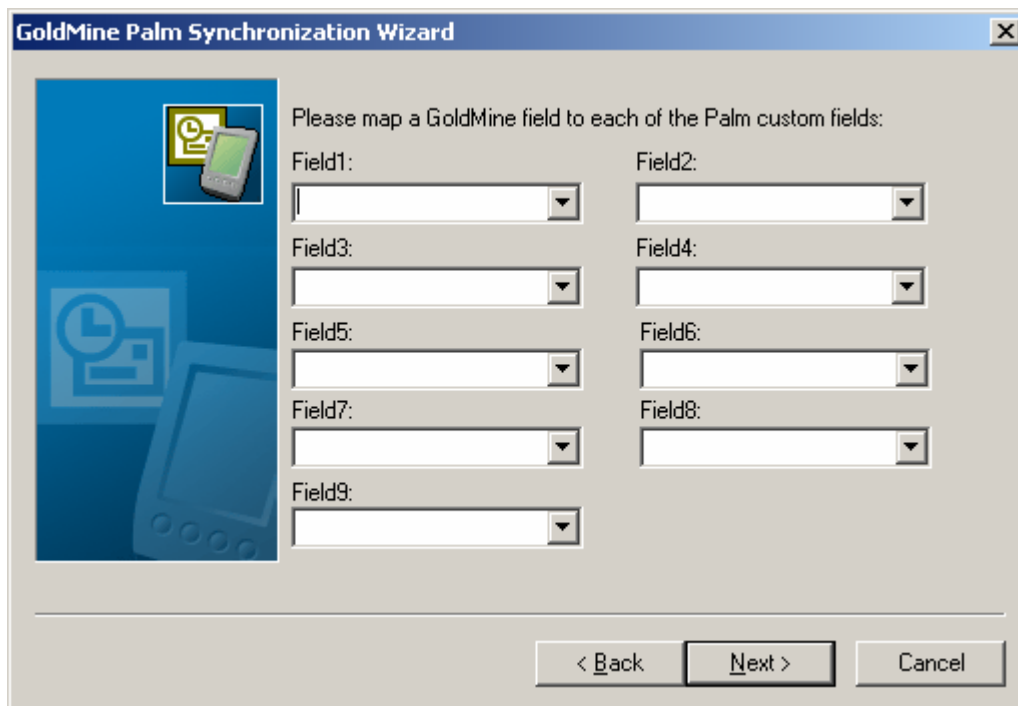 GoldMine Palm Synchronization Wizard
Please map a GoldMine field to each of the Palm custom fields:
Field1: Field2:
Field3: Field4:
Field5: Field6:
Field7: Field8:
Field9:
< Back Next > Cancel